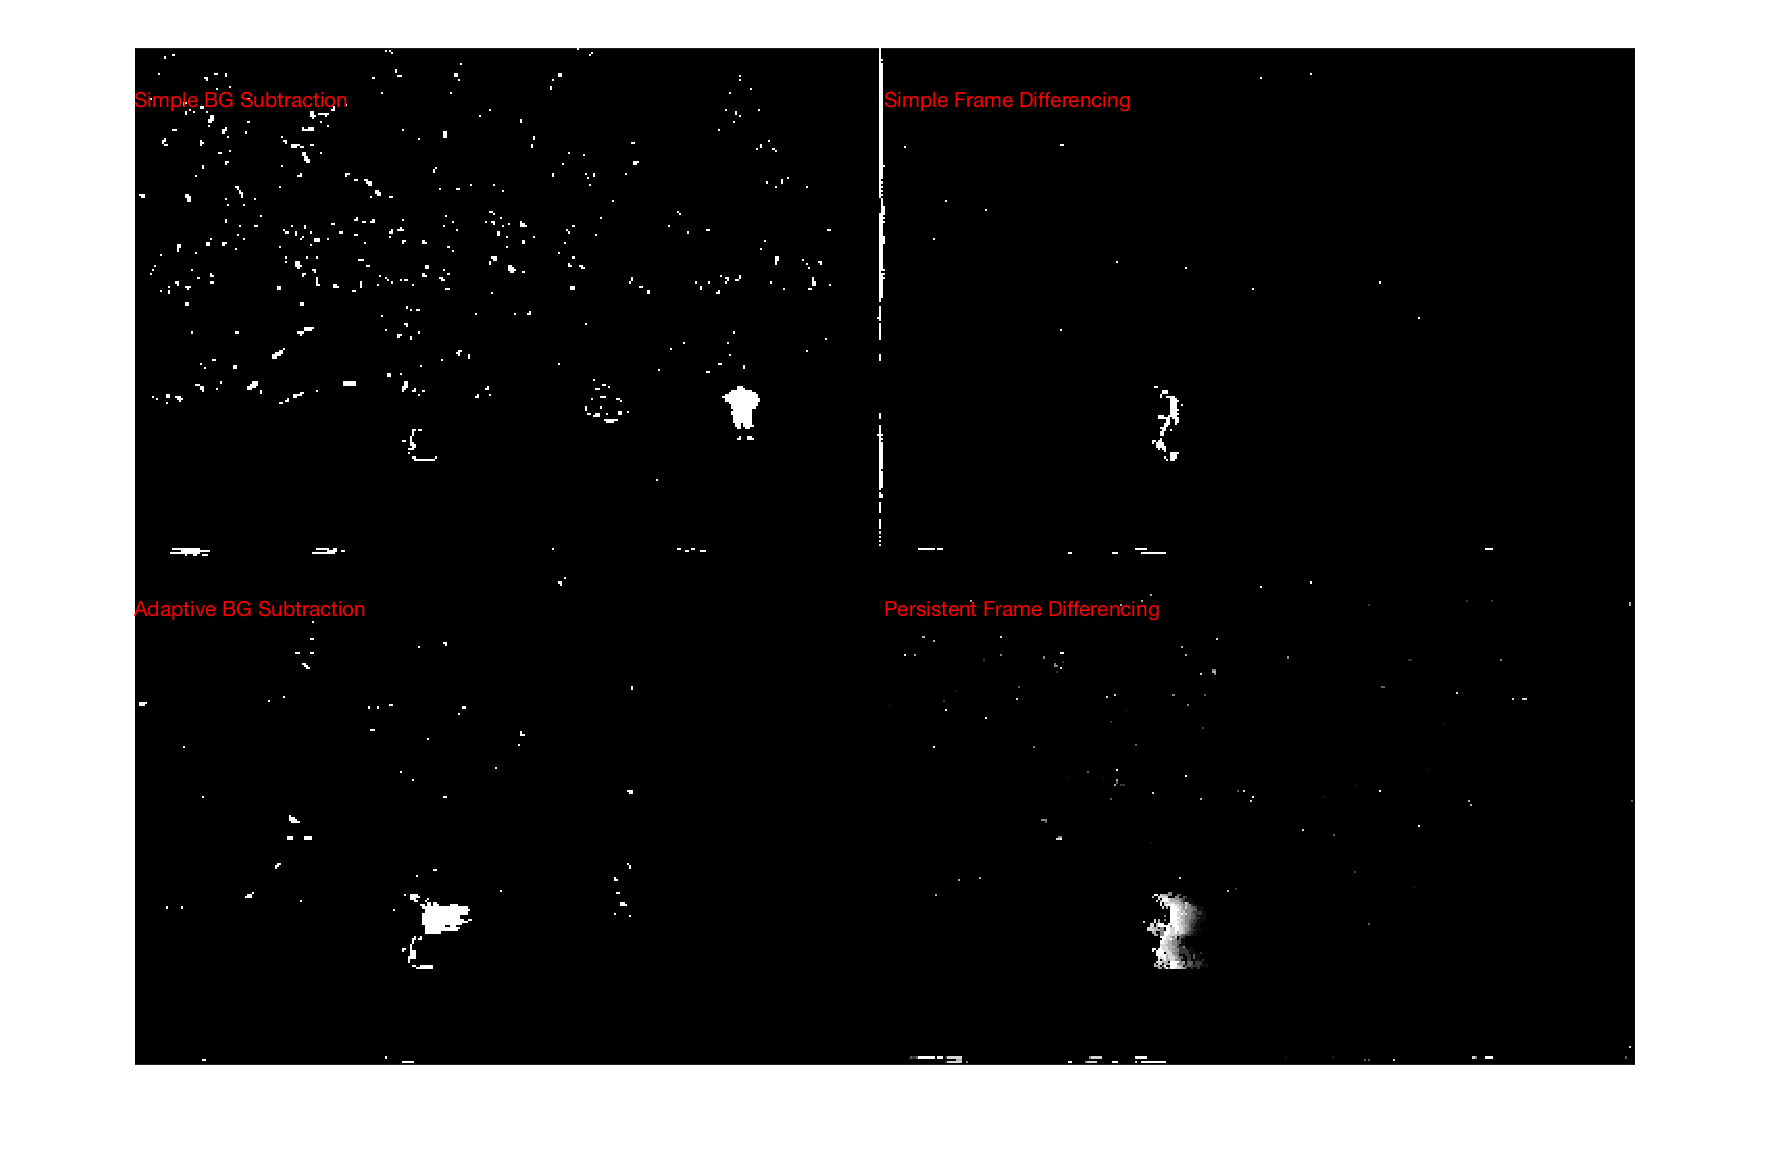 Simple BG Subtraction
Simple Frame Differencing
Adaptive BG Subtraction
Persistent Frame Differencing